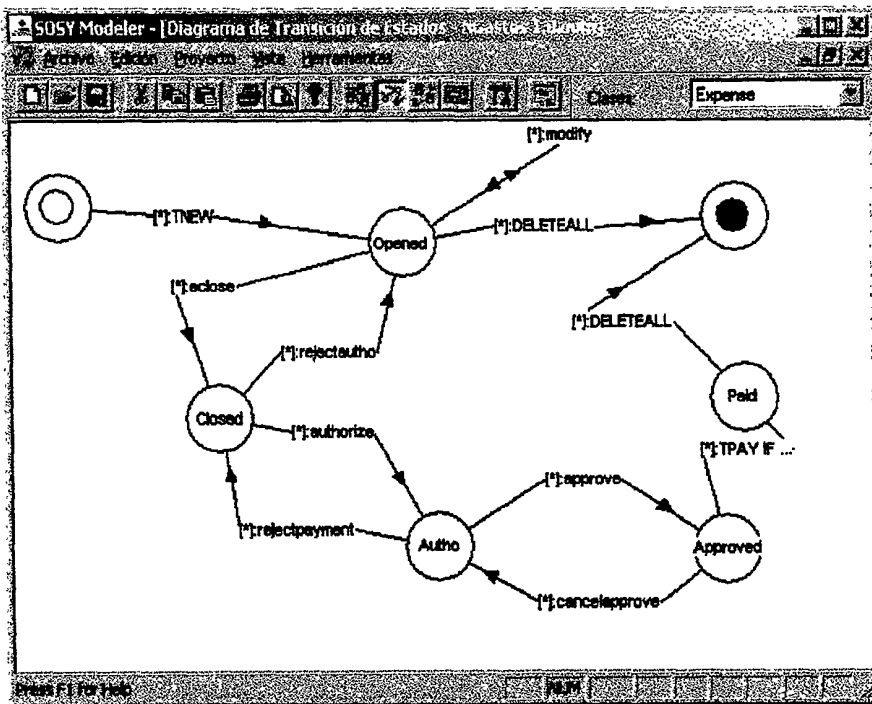 SOSY Modeler - [Diagrama de Transición de Estados
Archivo Edición Proyecto Vista Herramientas
Clases: Expense
[*]:modify
[*]:TNEW
Opened
[*]:DELETEALL
[*]:eclose
[*]:DELETEALL
[*]:rejectautho
Paid
Closed
[*]:authorize
[*]:TPAY IF ...
[*]:approve
[*]:rejectpayment
Autho
Approved
[*]:cancelapprove
Press F1 for Help
NUM